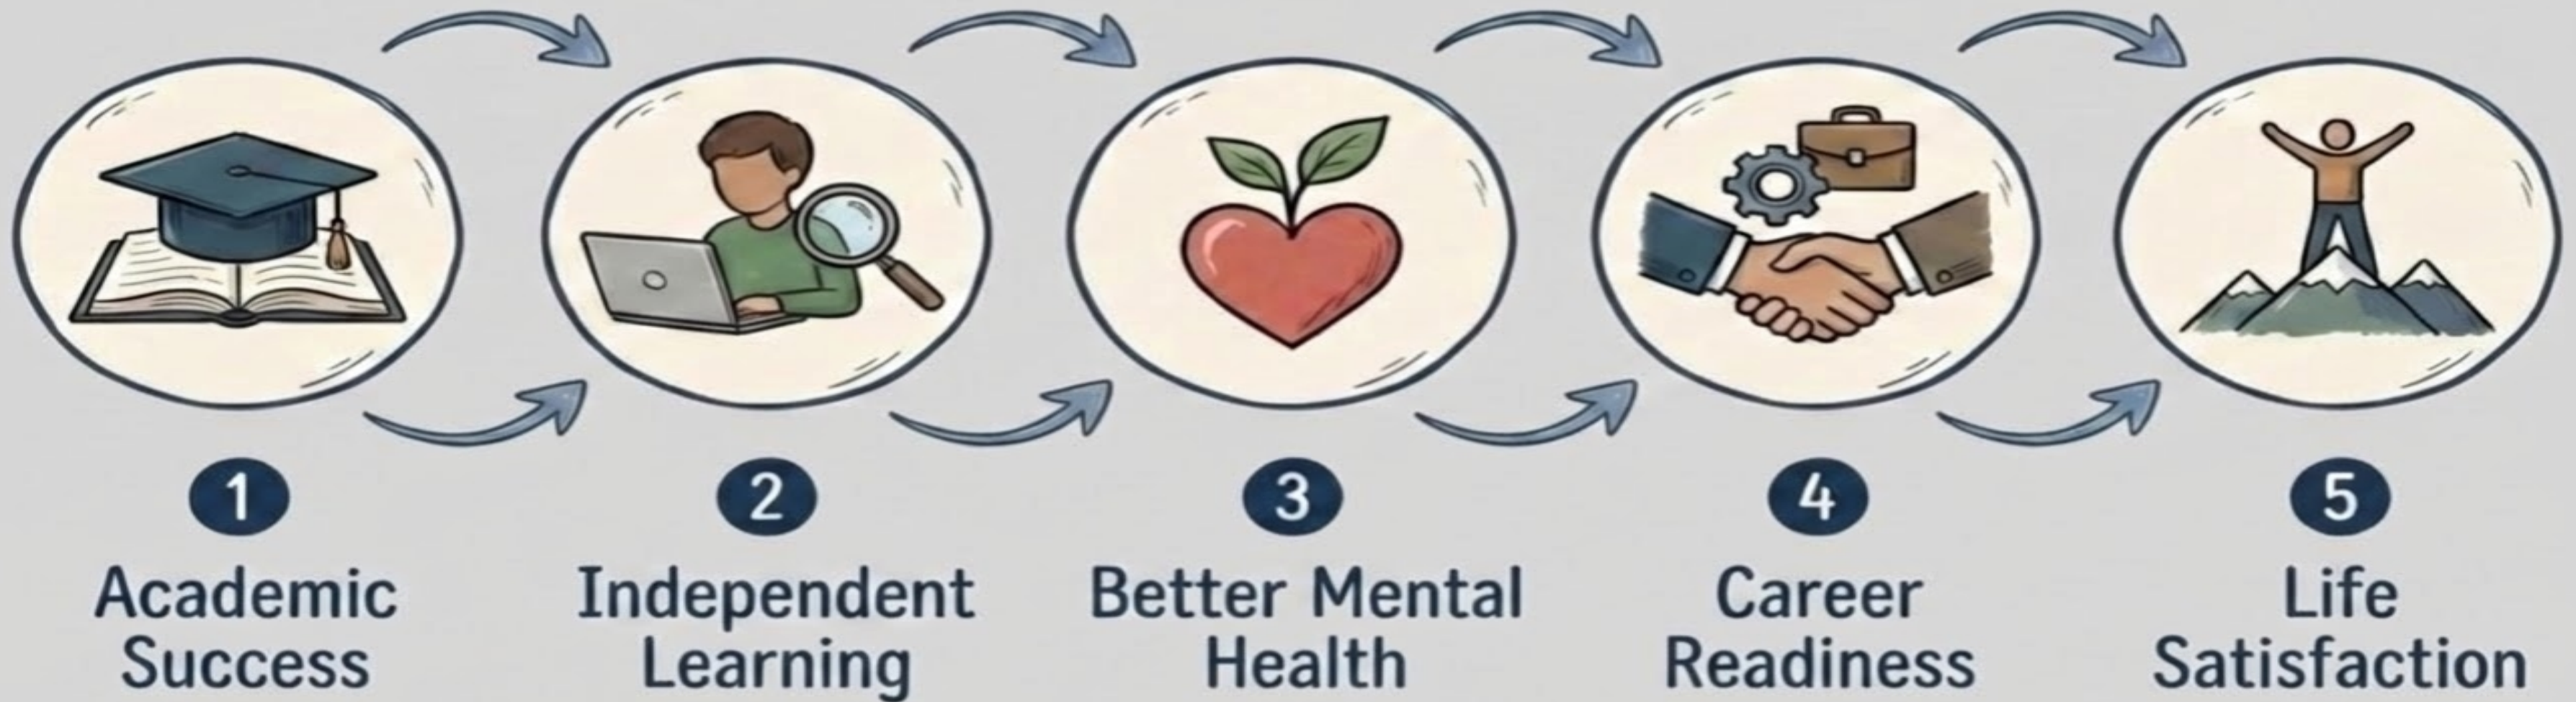 1
Academic
Success
2
Independent
Learning
3
Better Mental
Health
4
Career
Readiness
5
Life
Satisfaction